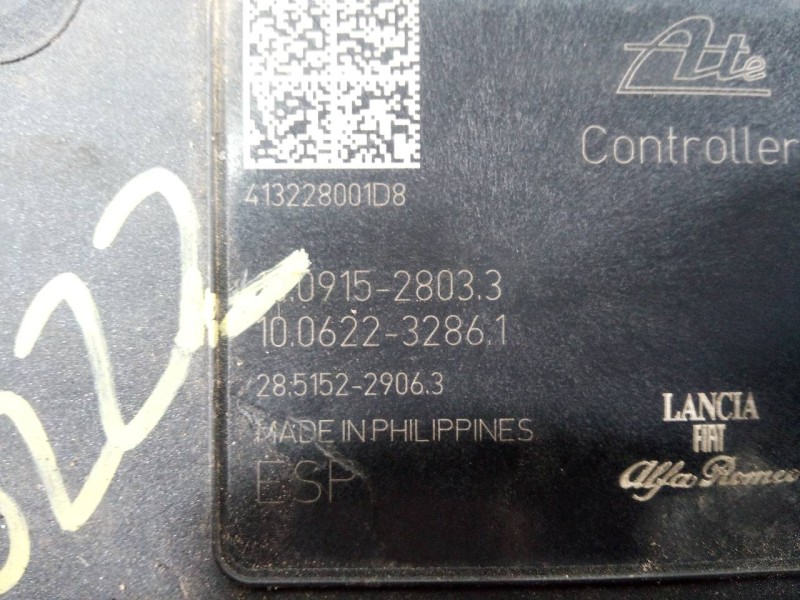 Ate
Controller
413228001D8
.0915-2803.3
10.0622-3286.1
28.5152-2906.3
MADE IN PHILIPPINES
ESP
LANCIA
FIAT
Alfa Romeo
222